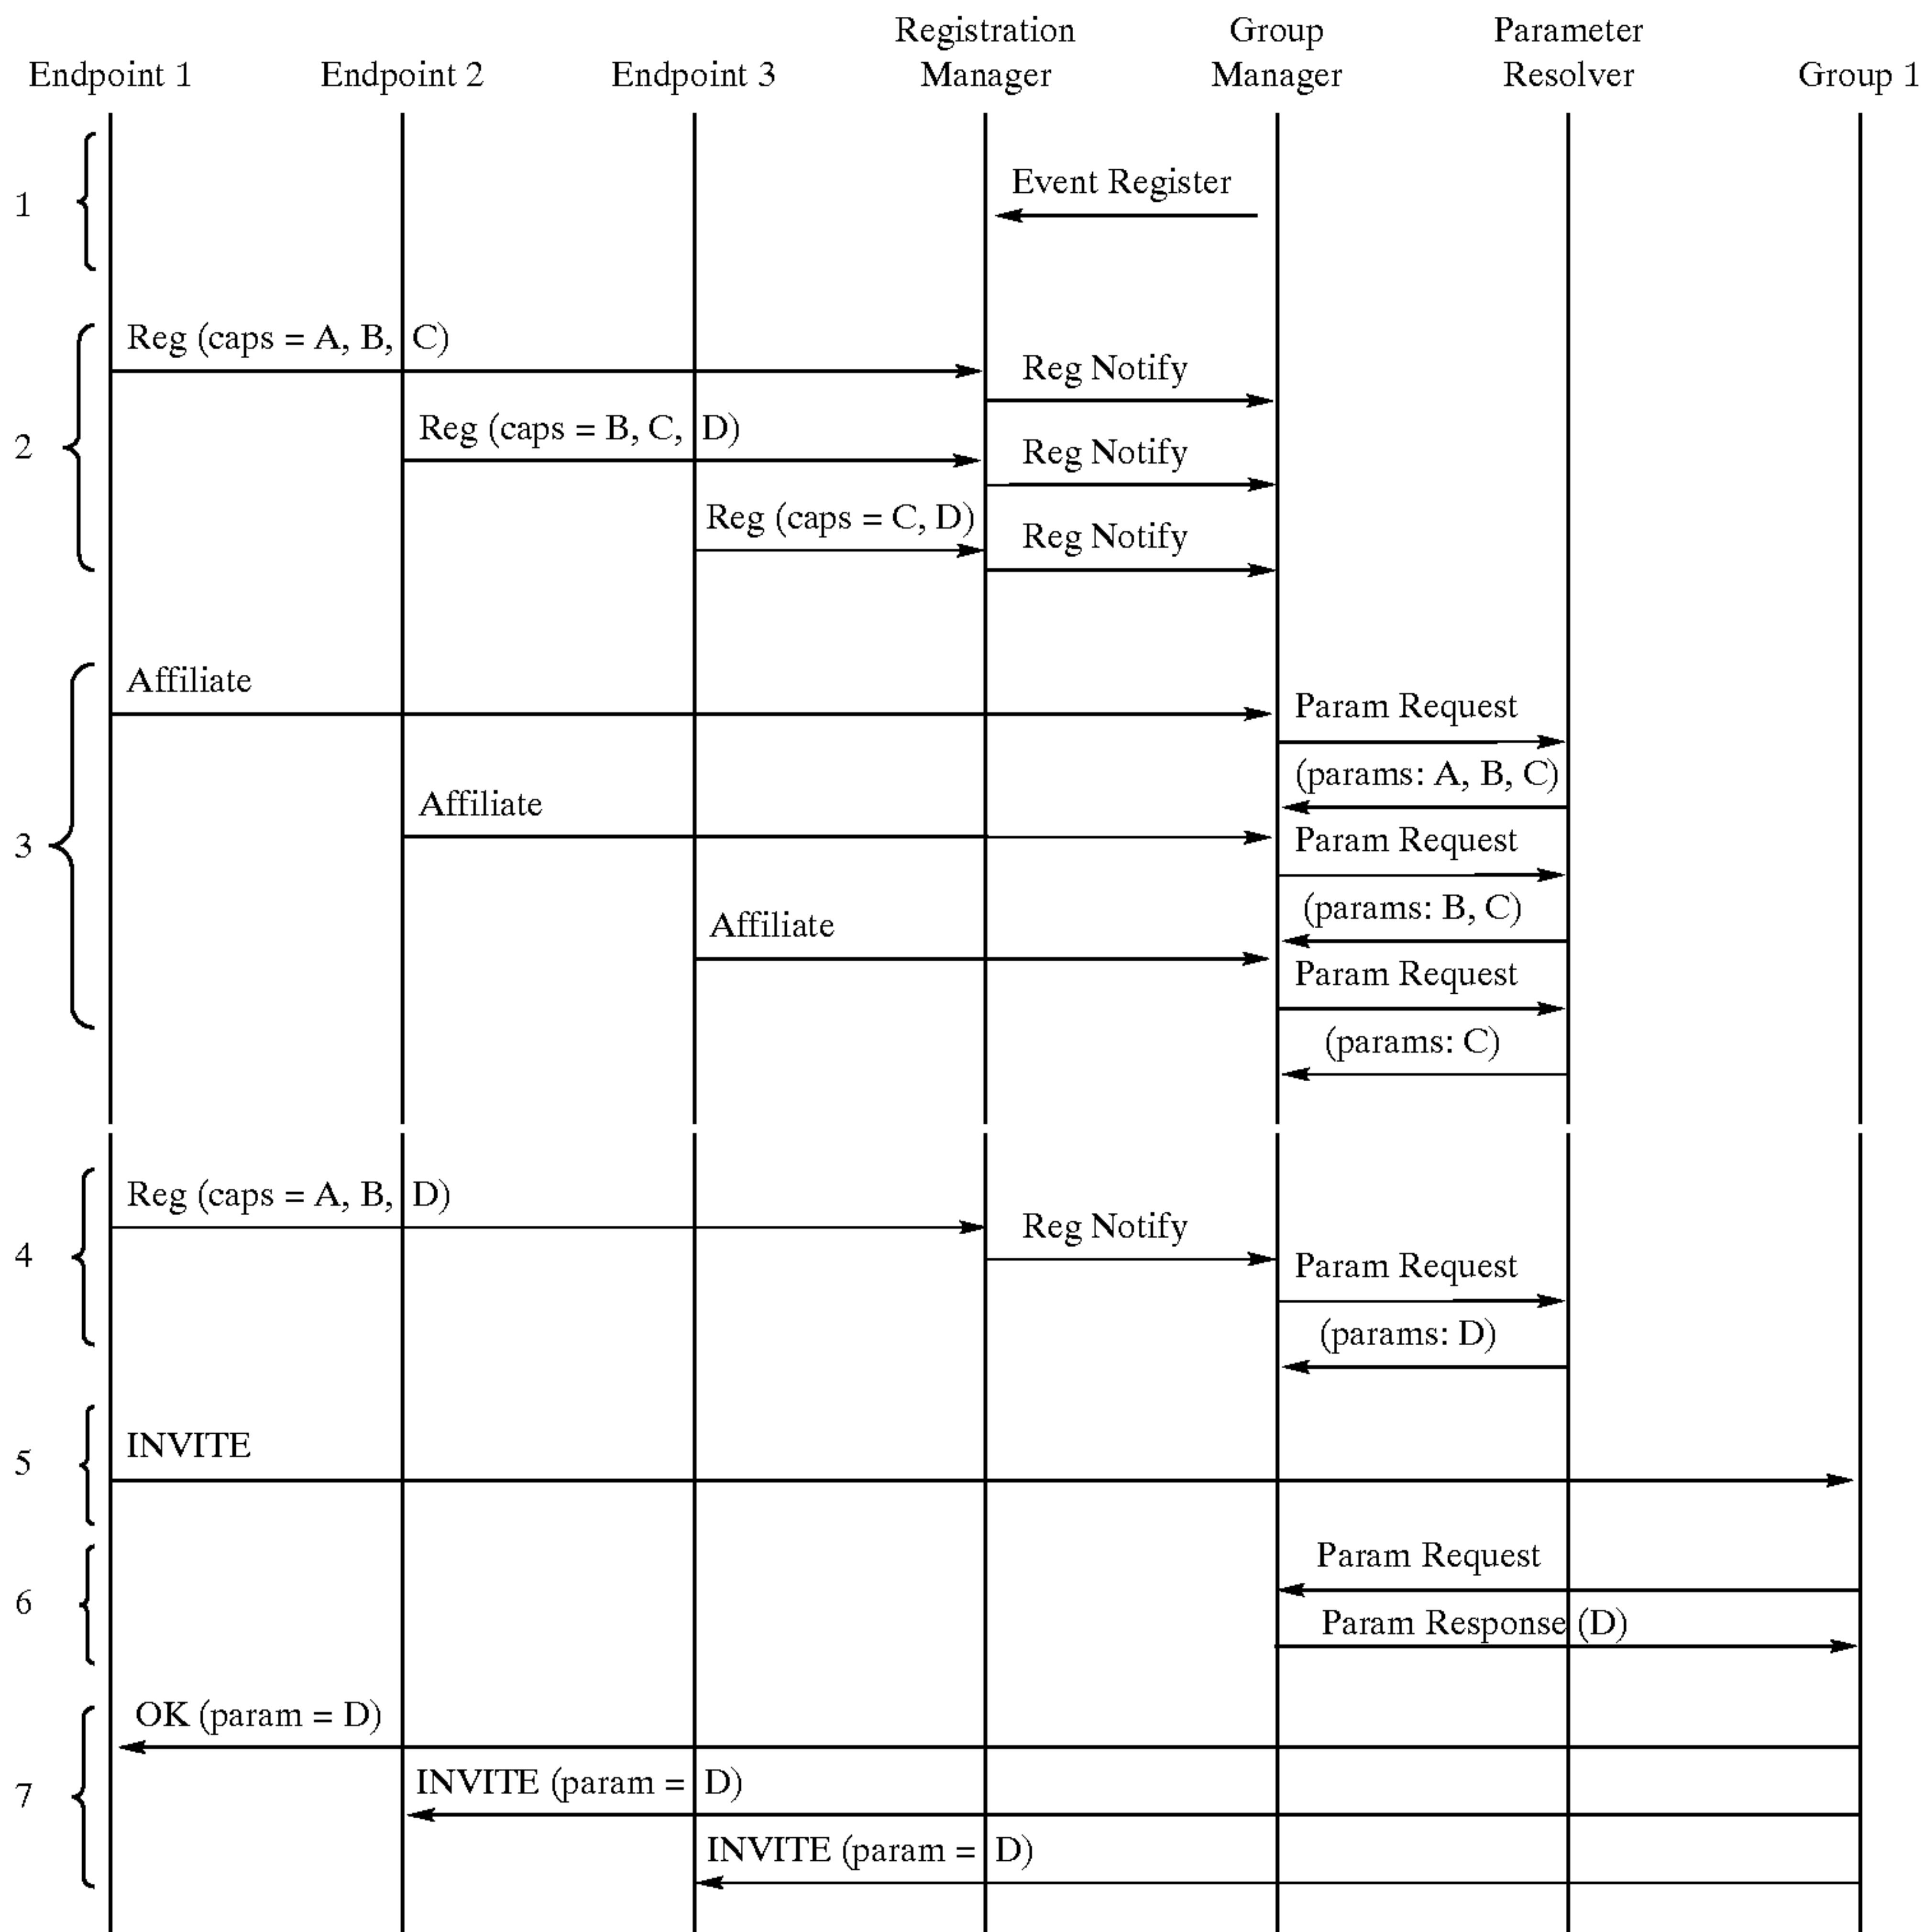 Registration Group Parameter
Endpoint 1 Endpoint 2 Endpoint 3 Manager Manager Resolver Group 1
1
Event Register
2
Reg (caps = A, B, C)
Reg Notify
Reg (caps = B, C, D)
Reg Notify
Reg (caps = C, D)
Reg Notify
3
Affiliate
Param Request
(params: A, B, C)
Affiliate
Param Request
(params: B, C)
Affiliate
Param Request
(params: C)
4
Reg (caps = A, B, D)
Reg Notify
Param Request
(params: D)
5
INVITE
6
Param Request
Param Response (D)
7
OK (param = D)
INVITE (param = D)
INVITE (param = D)